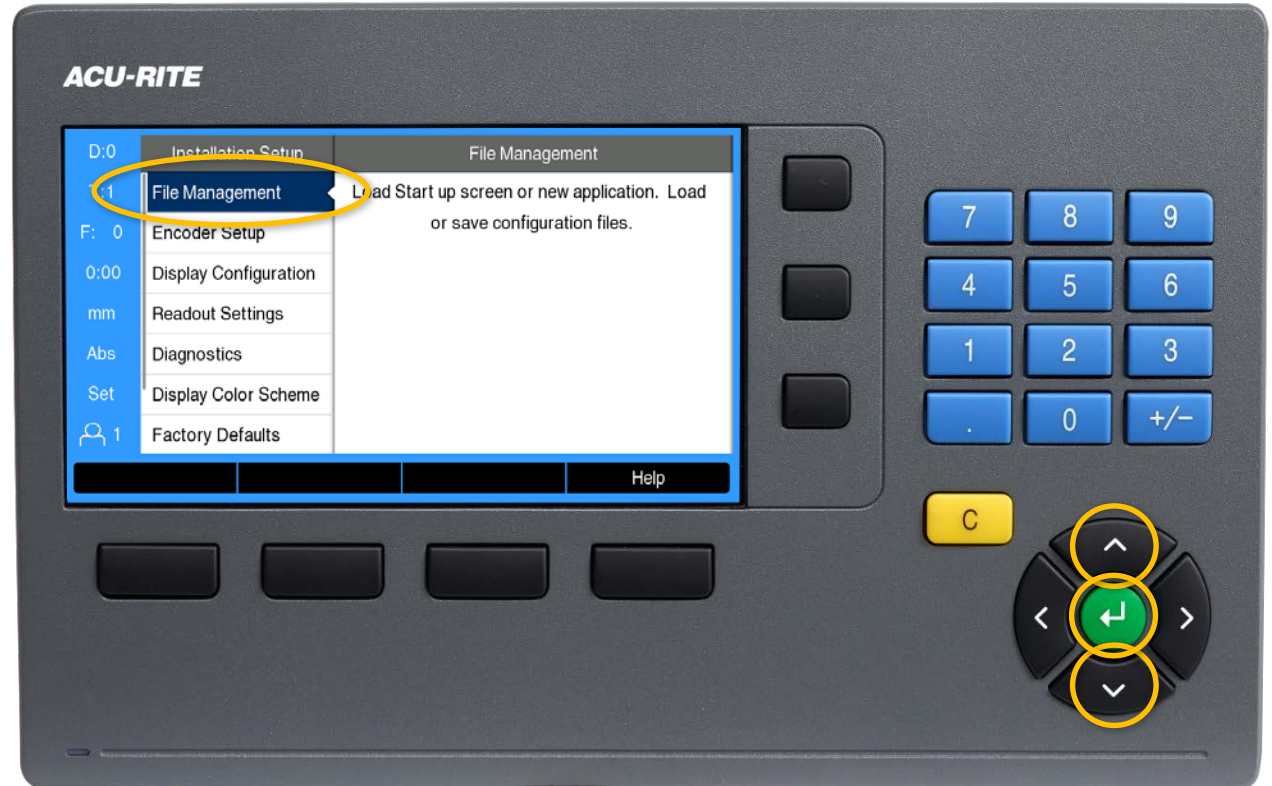 ACU-RITE
D:0
Installation Setup
File Management
T:1
File Management
Load Start up screen or new application. Load
or save configuration files.
F: 0
Encoder Setup
0:00
Display Configuration
mm
Readout Settings
Abs
Diagnostics
Set
Display Color Scheme
1
Factory Defaults
Help
7
8
9
4
5
6
1
2
3
.
0
+/−
C